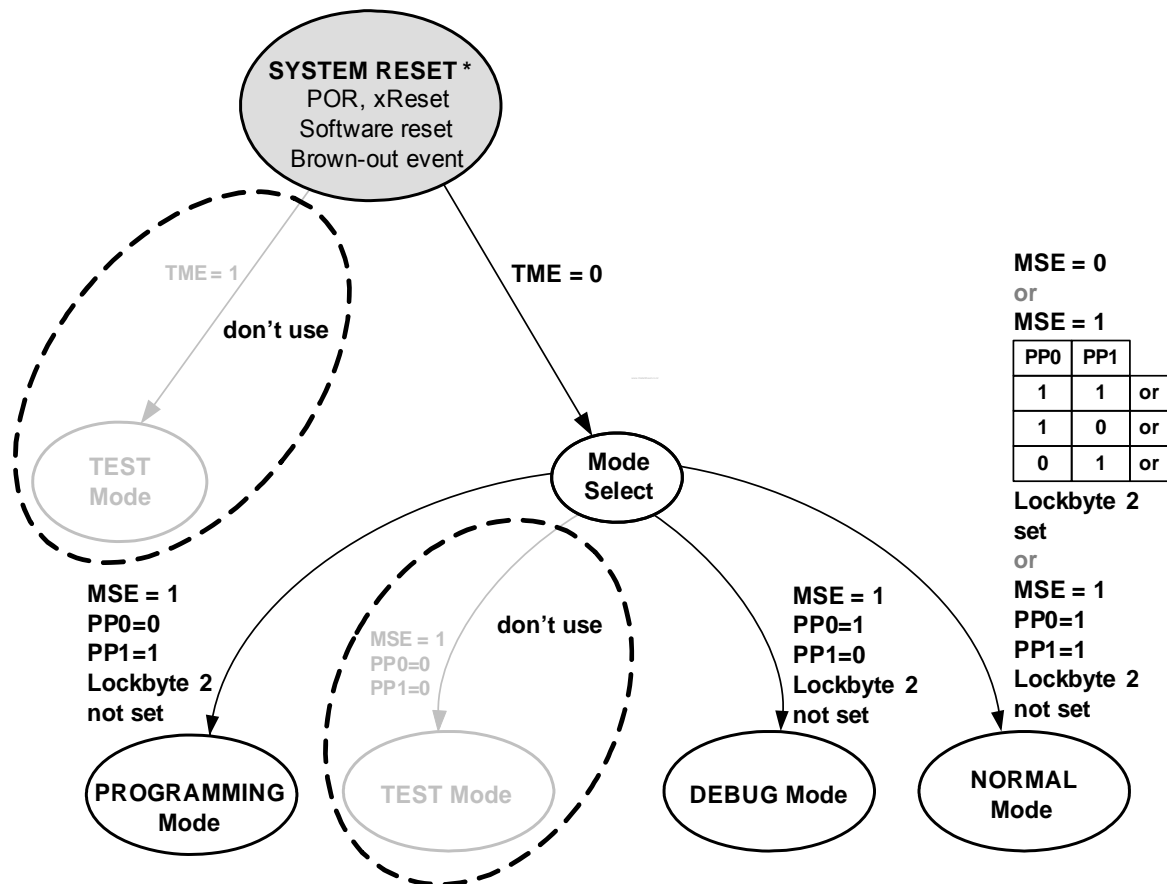 SYSTEM RESET *
POR, xReset
Software reset
Brown-out event
TME = 1
don't use
TEST
Mode
TME = 0
Mode
Select
MSE = 0
or
MSE = 1
PP0 PP1
1 1 or
1 0 or
0 1 or
Lockbyte 2
set
or
MSE = 1
PP0=1
PP1=1
Lockbyte 2
not set
MSE = 1
PP0=0
PP1=1
Lockbyte 2
not set
don't use
MSE = 1
PP0=0
PP1=0
MSE = 1
PP0=1
PP1=0
Lockbyte 2
not set
PROGRAMMING
Mode
TEST Mode
DEBUG Mode
NORMAL
Mode